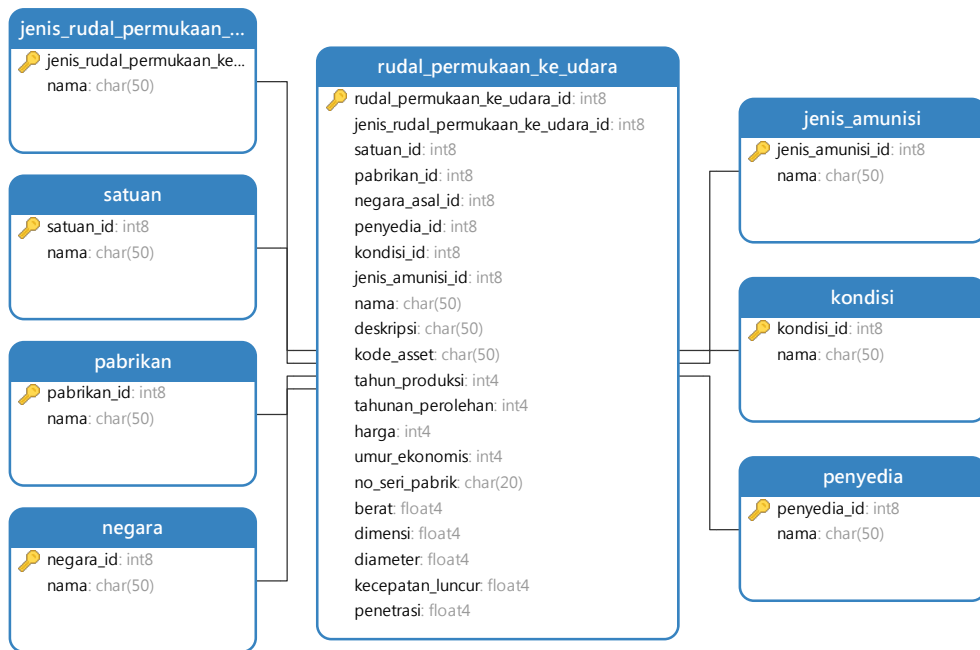 jenis_rudal_permukaan_...
jenis_rudal_permukaan_ke...
nama: char(50)
satuan
satuan_id: int8
nama: char(50)
pabrikan
pabrikan_id: int8
nama: char(50)
negara
negara_id: int8
nama: char(50)
rudal_permukaan_ke_udara
rudal_permukaan_ke_udara_id: int8
jenis_rudal_permukaan_ke_udara_id: int8
satuan_id: int8
pabrikan_id: int8
negara_asal_id: int8
penyedia_id: int8
kondisi_id: int8
jenis_amunisi_id: int8
nama: char(50)
deskripsi: char(50)
kode_asset: char(50)
tahun_produksi: int4
tahunan_perolehan: int4
harga: int4
umur_ekonomis: int4
no_seri_pabrik: char(20)
berat: float4
dimensi: float4
diameter: float4
kecepatan_luncur: float4
penetrasi: float4
jenis_amunisi
jenis_amunisi_id: int8
nama: char(50)
kondisi
kondisi_id: int8
nama: char(50)
penyedia
penyedia_id: int8
nama: char(50)